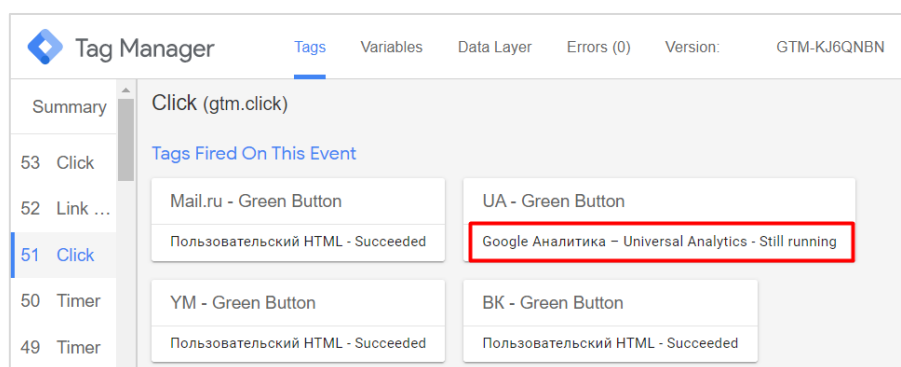 Tag Manager
Tags Variables Data Layer Errors (0) Version: GTM-KJ6QNBN
Summary
53 Click
52 Link ...
51 Click
50 Timer
49 Timer
Click (gtm.click)
Tags Fired On This Event
Mail.ru - Green Button
Пользовательский HTML - Succeeded
UA - Green Button
Google Аналитика – Universal Analytics - Still running
YM - Green Button
Пользовательский HTML - Succeeded
ВК - Green Button
Пользовательский HTML - Succeeded